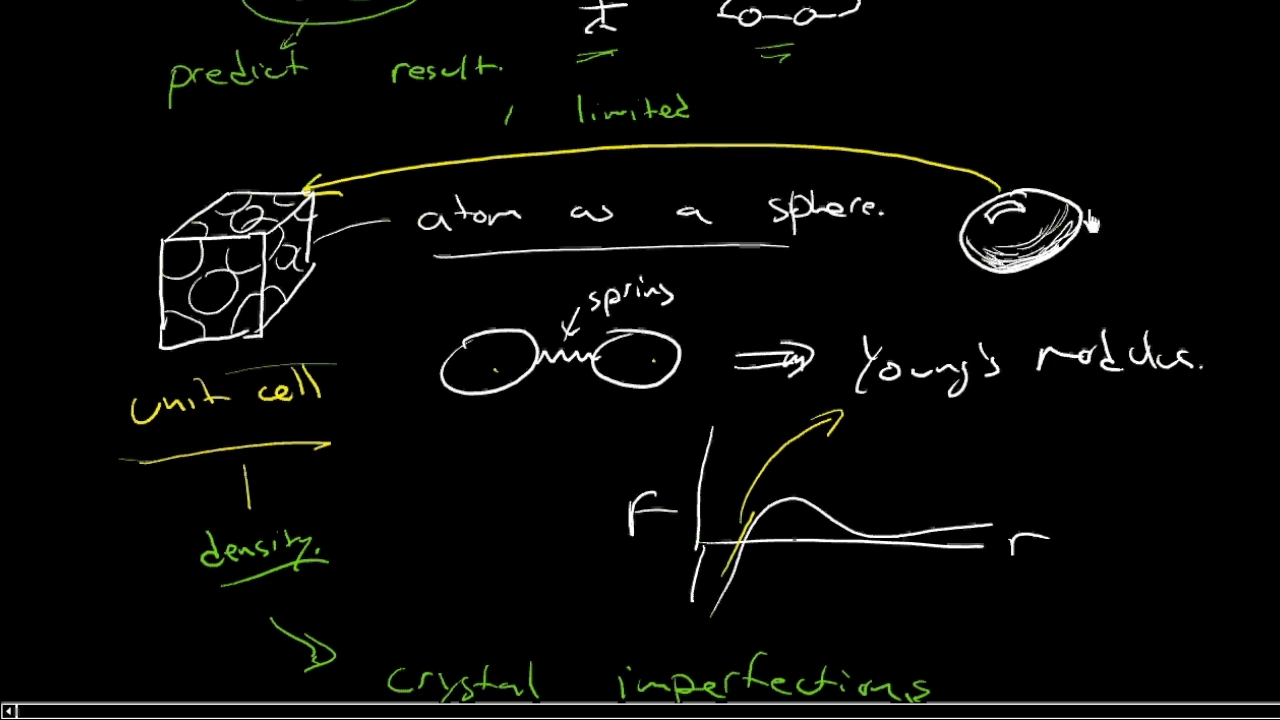 predict result.
, limited
atom as a sphere.
spring
Young's modulus.
unit cell
F
r
density.
crystal imperfections